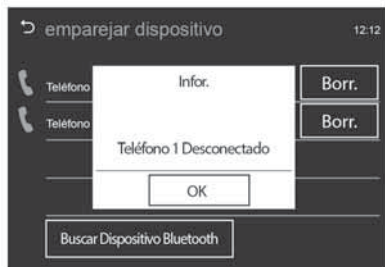 emparejar dispositivo 12:12
Infor.
Teléfono Borr.
Teléfono Borr.
Teléfono 1 Desconectado
OK
Buscar Dispositivo Bluetooth